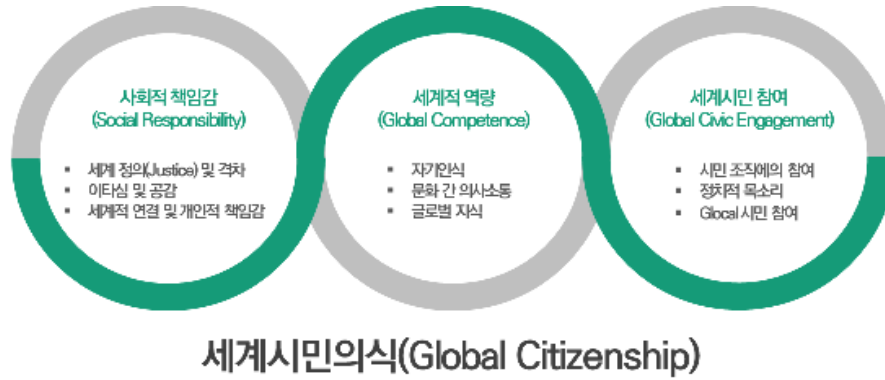 사회적 책임감
(Social Responsibility)
▪ 세계 정의(Justice) 및 격차
▪ 이타심 및 공감
▪ 세계적 연결 및 개인적 책임감
세계적 역량
(Global Competence)
▪ 자기인식
▪ 문화 간 의사소통
▪ 글로벌 지식
세계시민 참여
(Global Civic Engagement)
▪ 시민 조직에의 참여
▪ 정치적 목소리
▪ Glocal 시민 참여
세계시민의식(Global Citizenship)